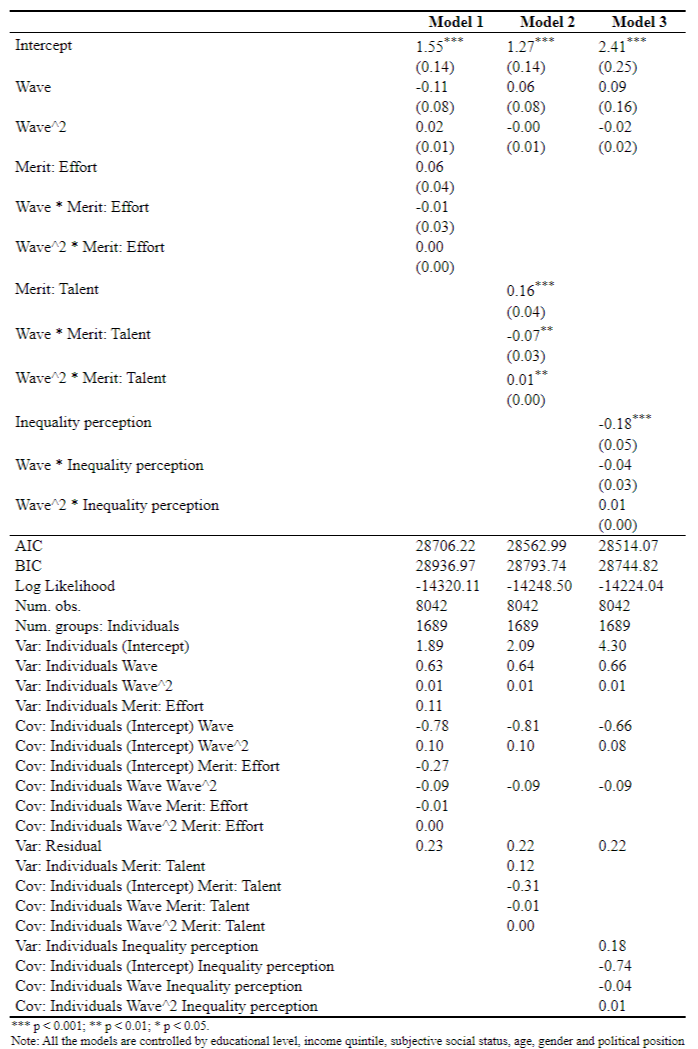 Model 1 Model 2 Model 3
Intercept 1.55*** 1.27*** 2.41***
(0.14) (0.14) (0.25)
Wave -0.11 0.06 0.09
(0.08) (0.08) (0.16)
Wave^2 0.02 -0.00 -0.02
(0.01) (0.01) (0.02)
Merit: Effort 0.06
(0.04)
Wave * Merit: Effort -0.01
(0.03)
Wave^2 * Merit: Effort 0.00
(0.00)
Merit: Talent 0.16***
(0.04)
Wave * Merit: Talent -0.07**
(0.03)
Wave^2 * Merit: Talent 0.01**
(0.00)
Inequality perception -0.18***
(0.05)
Wave * Inequality perception -0.04
(0.03)
Wave^2 * Inequality perception 0.01
(0.00)
AIC 28706.22 28562.99 28514.07
BIC 28936.97 28793.74 28744.82
Log Likelihood -14320.11 -14248.50 -14224.04
Num. obs. 8042 8042 8042
Num. groups: Individuals 1689 1689 1689
Var: Individuals (Intercept) 1.89 2.09 4.30
Var: Individuals Wave 0.63 0.64 0.66
Var: Individuals Wave^2 0.01 0.01 0.01
Var: Individuals Merit: Effort 0.11
Cov: Individuals (Intercept) Wave -0.78 -0.81 -0.66
Cov: Individuals (Intercept) Wave^2 0.10 0.10 0.08
Cov: Individuals (Intercept) Merit: Effort -0.27
Cov: Individuals Wave Wave^2 -0.09 -0.09 -0.09
Cov: Individuals Wave Merit: Effort -0.01
Cov: Individuals Wave^2 Merit: Effort 0.00
Var: Residual 0.23 0.22 0.22
Var: Individuals Merit: Talent 0.12
Cov: Individuals (Intercept) Merit: Talent -0.31
Cov: Individuals Wave Merit: Talent -0.01
Cov: Individuals Wave^2 Merit: Talent 0.00
Var: Individuals Inequality perception 0.18
Cov: Individuals (Intercept) Inequality perception -0.74
Cov: Individuals Wave Inequality perception -0.04
Cov: Individuals Wave^2 Inequality perception 0.01
*** p < 0.001; ** p < 0.01; * p < 0.05.
Note: All the models are controlled by educational level, income quintile, subjective social status, age, gender and political position